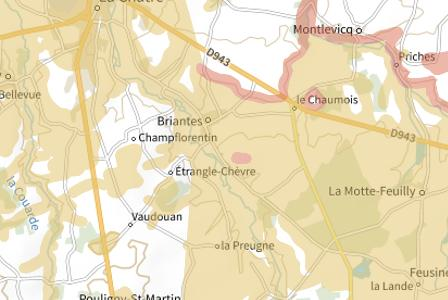 La Châtre
Montlevicq
D943
Priches
Bellevue
le Chaumois
Briantes
Champflorentin
D943
Étrangle-Chèvre
La Motte-Feuilly
la Couarde
Vaudouan
la Preugne
Feusine
la Lande
Pouligny-St-Martin